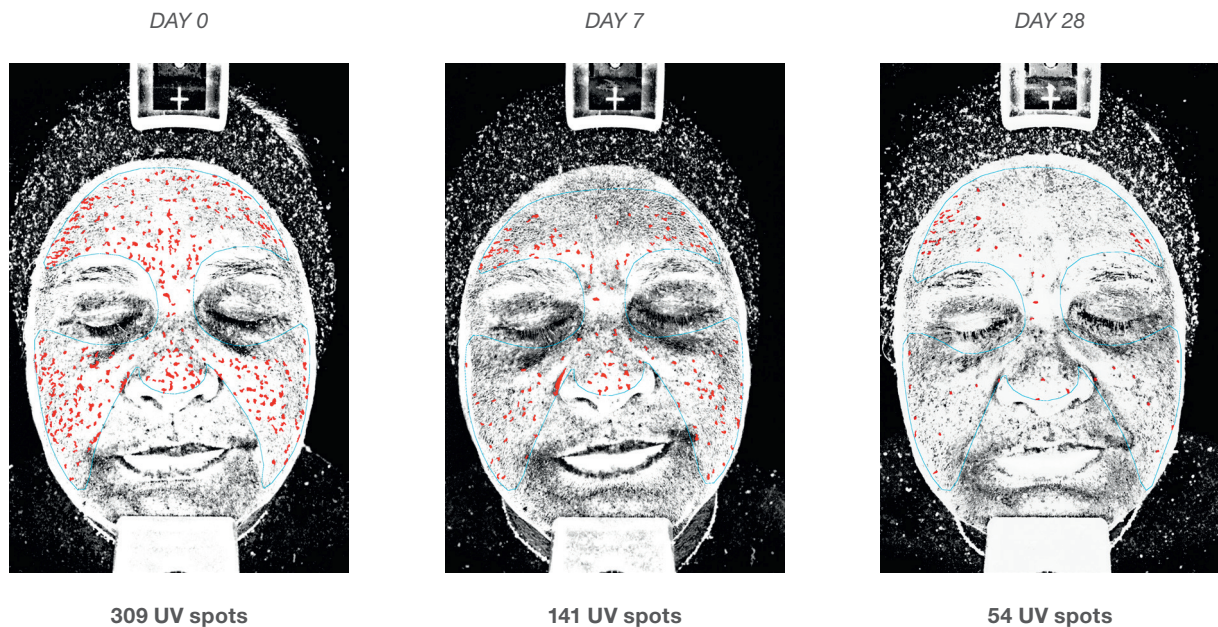 DAY 0
DAY 7
DAY 28
309 UV spots
141 UV spots
54 UV spots